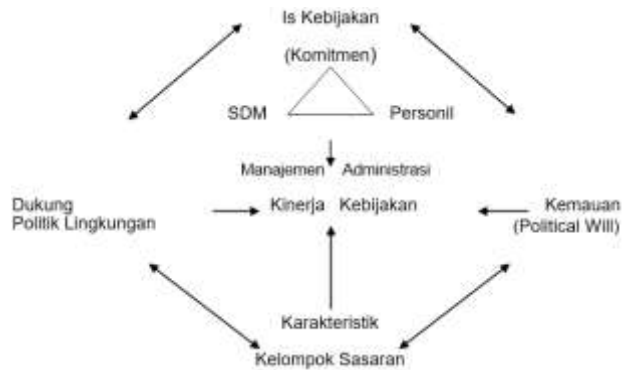 Is Kebijakan
(Komitmen)
SDM Personil
Manajemen Administrasi
Dukung
Politik Lingkungan
Kinerja Kebijakan
Kemauan
(Political Will)
Karakteristik
Kelompok Sasaran